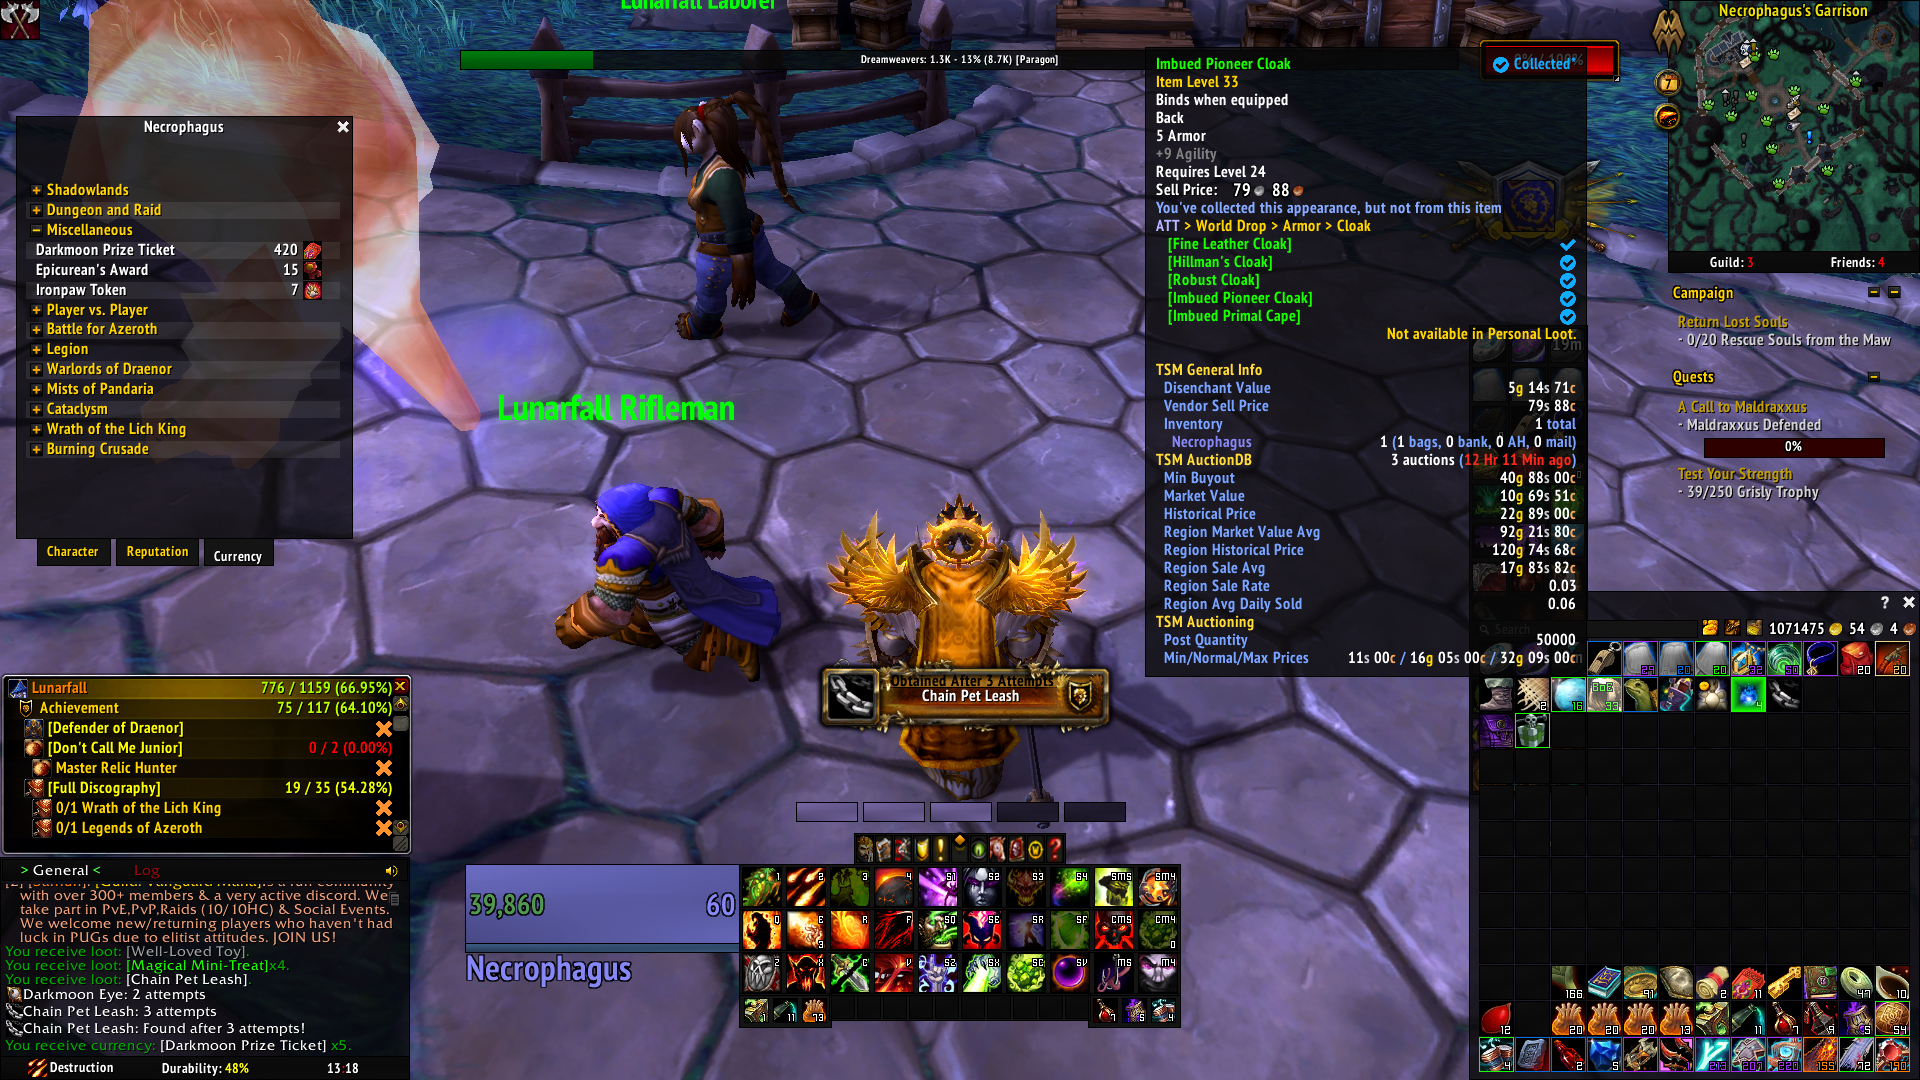 Lunarfall Laborer
Necrophagus's Garrison
Dreamweavers: 1.3K - 13% (8.7K) [Paragon]
Collected*
7
Guild: 3
Friends: 4
Necrophagus
Shadowlands
Dungeon and Raid
Miscellaneous
Darkmoon Prize Ticket 420
Epicurean's Award 15
Ironpaw Token 7
Player vs. Player
Battle for Azeroth
Legion
Warlords of Draenor
Mists of Pandaria
Cataclysm
Wrath of the Lich King
Burning Crusade
Character
Reputation
Currency
Lunarfall Rifleman
Imbued Pioneer Cloak
Item Level 33
Binds when equipped
Back
5 Armor
+9 Agility
Requires Level 24
Sell Price: 79 88
You've collected this appearance, but not from this item
ATT > World Drop > Armor > Cloak
[Fine Leather Cloak]
[Hillman's Cloak]
[Robust Cloak]
[Imbued Pioneer Cloak]
[Imbued Primal Cape]
Not available in Personal Loot.
TSM General Info
Disenchant Value 5g 14s 71c
Vendor Sell Price 79s 88c
Inventory 1 total
Necrophagus 1 (1 bags, 0 bank, 0 AH, 0 mail)
TSM AuctionDB 3 auctions (12 Hr 11 Min ago)
Min Buyout 40g 88s 00c
Market Value 10g 69s 51c
Historical Price 22g 89s 00c
Region Market Value Avg 92g 21s 80c
Region Historical Price 120g 74s 68c
Region Sale Avg 17g 83s 82c
Region Sale Rate 0.03
Region Avg Daily Sold 0.06
TSM Auctioning
Post Quantity 50000
Min/Normal/Max Prices 11s 00c / 16g 05s 00c / 32g 09s 00c
Campaign
Return Lost Souls
- 0/20 Rescue Souls from the Maw
Quests
A Call to Maldraxxus
- Maldraxxus Defended
0%
Test Your Strength
- 39/250 Grisly Trophy
Search
1071475 54 4
Obtained After 3 Attempts
Chain Pet Leash
Lunarfall 776 / 1159 (66.95%)
Achievement 75 / 117 (64.10%)
[Defender of Draenor]
[Don't Call Me Junior] 0 / 2 (0.00%)
Master Relic Hunter
[Full Discography] 19 / 35 (54.28%)
0/1 Wrath of the Lich King
0/1 Legends of Azeroth
> General <
Log
with over 300+ members & a very active discord. We
take part in PvE,PvP,Raids (10/10HC) & Social Events.
We welcome new/returning players who haven't had
luck in PUGs due to elitist attitudes. JOIN US!
You receive loot: [Well-Loved Toy].
You receive loot: [Magical Mini-Treat]x4.
You receive loot: [Chain Pet Leash].
Darkmoon Eye: 2 attempts
Chain Pet Leash: 3 attempts
Chain Pet Leash: Found after 3 attempts!
You receive currency: [Darkmoon Prize Ticket] x5.
Destruction
Durability: 48%
13:18
39,860
60
Necrophagus